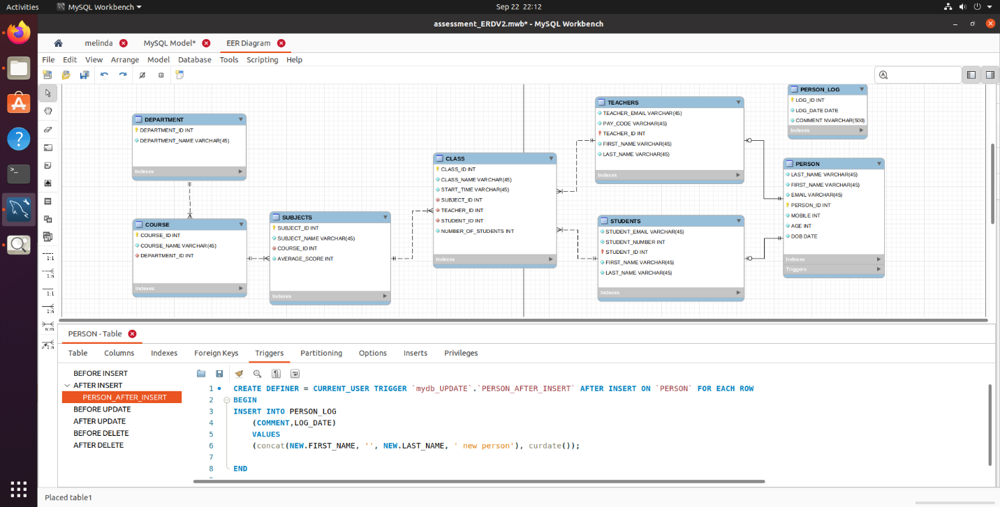 Activities MySQL Workbench Sep 22 22:12
assessment_ERDV2.mwb* - MySQL Workbench
melinda MySQL Model* EER Diagram
File Edit View Arrange Model Database Tools Scripting Help
DEPARTMENT
DEPARTMENT_ID INT
DEPARTMENT_NAME VARCHAR(45)
Indexes
COURSE
COURSE_ID INT
COURSE_NAME VARCHAR(45)
DEPARTMENT_ID INT
Indexes
SUBJECTS
SUBJECT_ID INT
SUBJECT_NAME VARCHAR(45)
COURSE_ID INT
AVERAGE_SCORE INT
Indexes
CLASS
CLASS_ID INT
CLASS_NAME VARCHAR(45)
START_TIME VARCHAR(45)
SUBJECT_ID INT
TEACHER_ID INT
STUDENT_ID INT
NUMBER_OF_STUDENTS INT
Indexes
TEACHERS
TEACHER_EMAIL VARCHAR(45)
PAY_CODE VARCHAR(45)
TEACHER_ID INT
FIRST_NAME VARCHAR(45)
LAST_NAME VARCHAR(45)
Indexes
STUDENTS
STUDENT_EMAIL VARCHAR(45)
STUDENT_NUMBER INT
STUDENT_ID INT
FIRST_NAME VARCHAR(45)
LAST_NAME VARCHAR(45)
Indexes
PERSON_LOG
LOG_ID INT
LOG_DATE DATE
COMMENT NVARCHAR(500)
Indexes
PERSON
LAST_NAME VARCHAR(45)
FIRST_NAME VARCHAR(45)
EMAIL VARCHAR(45)
PERSON_ID INT
MOBILE INT
AGE INT
DOB DATE
Indexes
Triggers
1:1
1:n
1:1
1:n
n:m
1:n
PERSON - Table
Table Columns Indexes Foreign Keys Triggers Partitioning Options Inserts Privileges
BEFORE INSERT
AFTER INSERT
PERSON_AFTER_INSERT
BEFORE UPDATE
AFTER UPDATE
BEFORE DELETE
AFTER DELETE
1 CREATE DEFINER = CURRENT_USER TRIGGER `mydb_UPDATE`.`PERSON_AFTER_INSERT` AFTER INSERT ON `PERSON` FOR EACH ROW
2 BEGIN
3 INSERT INTO PERSON_LOG
4 (COMMENT,LOG_DATE)
5 VALUES
6 (concat(NEW.FIRST_NAME, '', NEW.LAST_NAME, ' new person'), curdate());
7
8 END
Placed table1